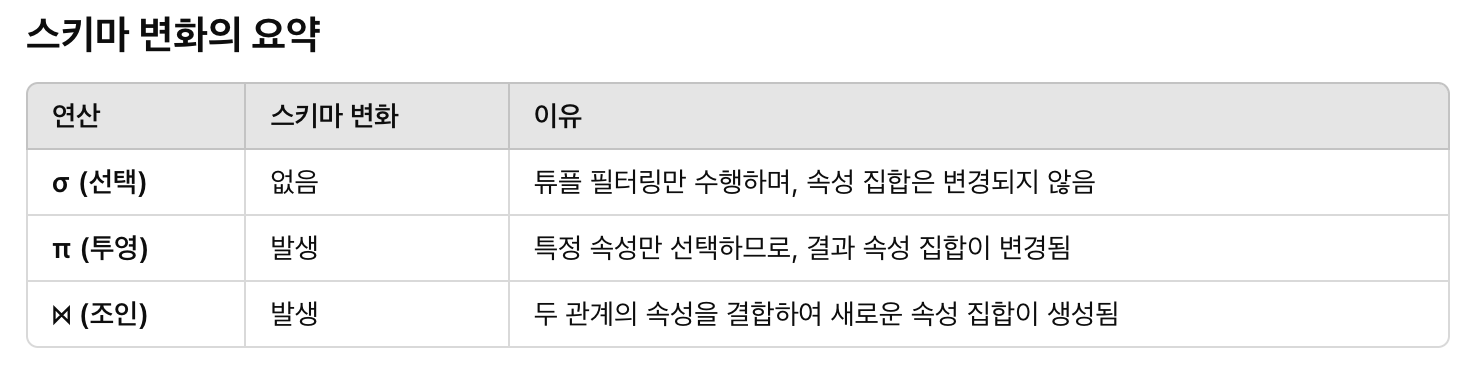 스키마 변화의 요약
연산 스키마 변화 이유
σ (선택) 없음 튜플 필터링만 수행하며, 속성 집합은 변경되지 않음
π (투영) 발생 특정 속성만 선택하므로, 결과 속성 집합이 변경됨
⋈ (조인) 발생 두 관계의 속성을 결합하여 새로운 속성 집합이 생성됨